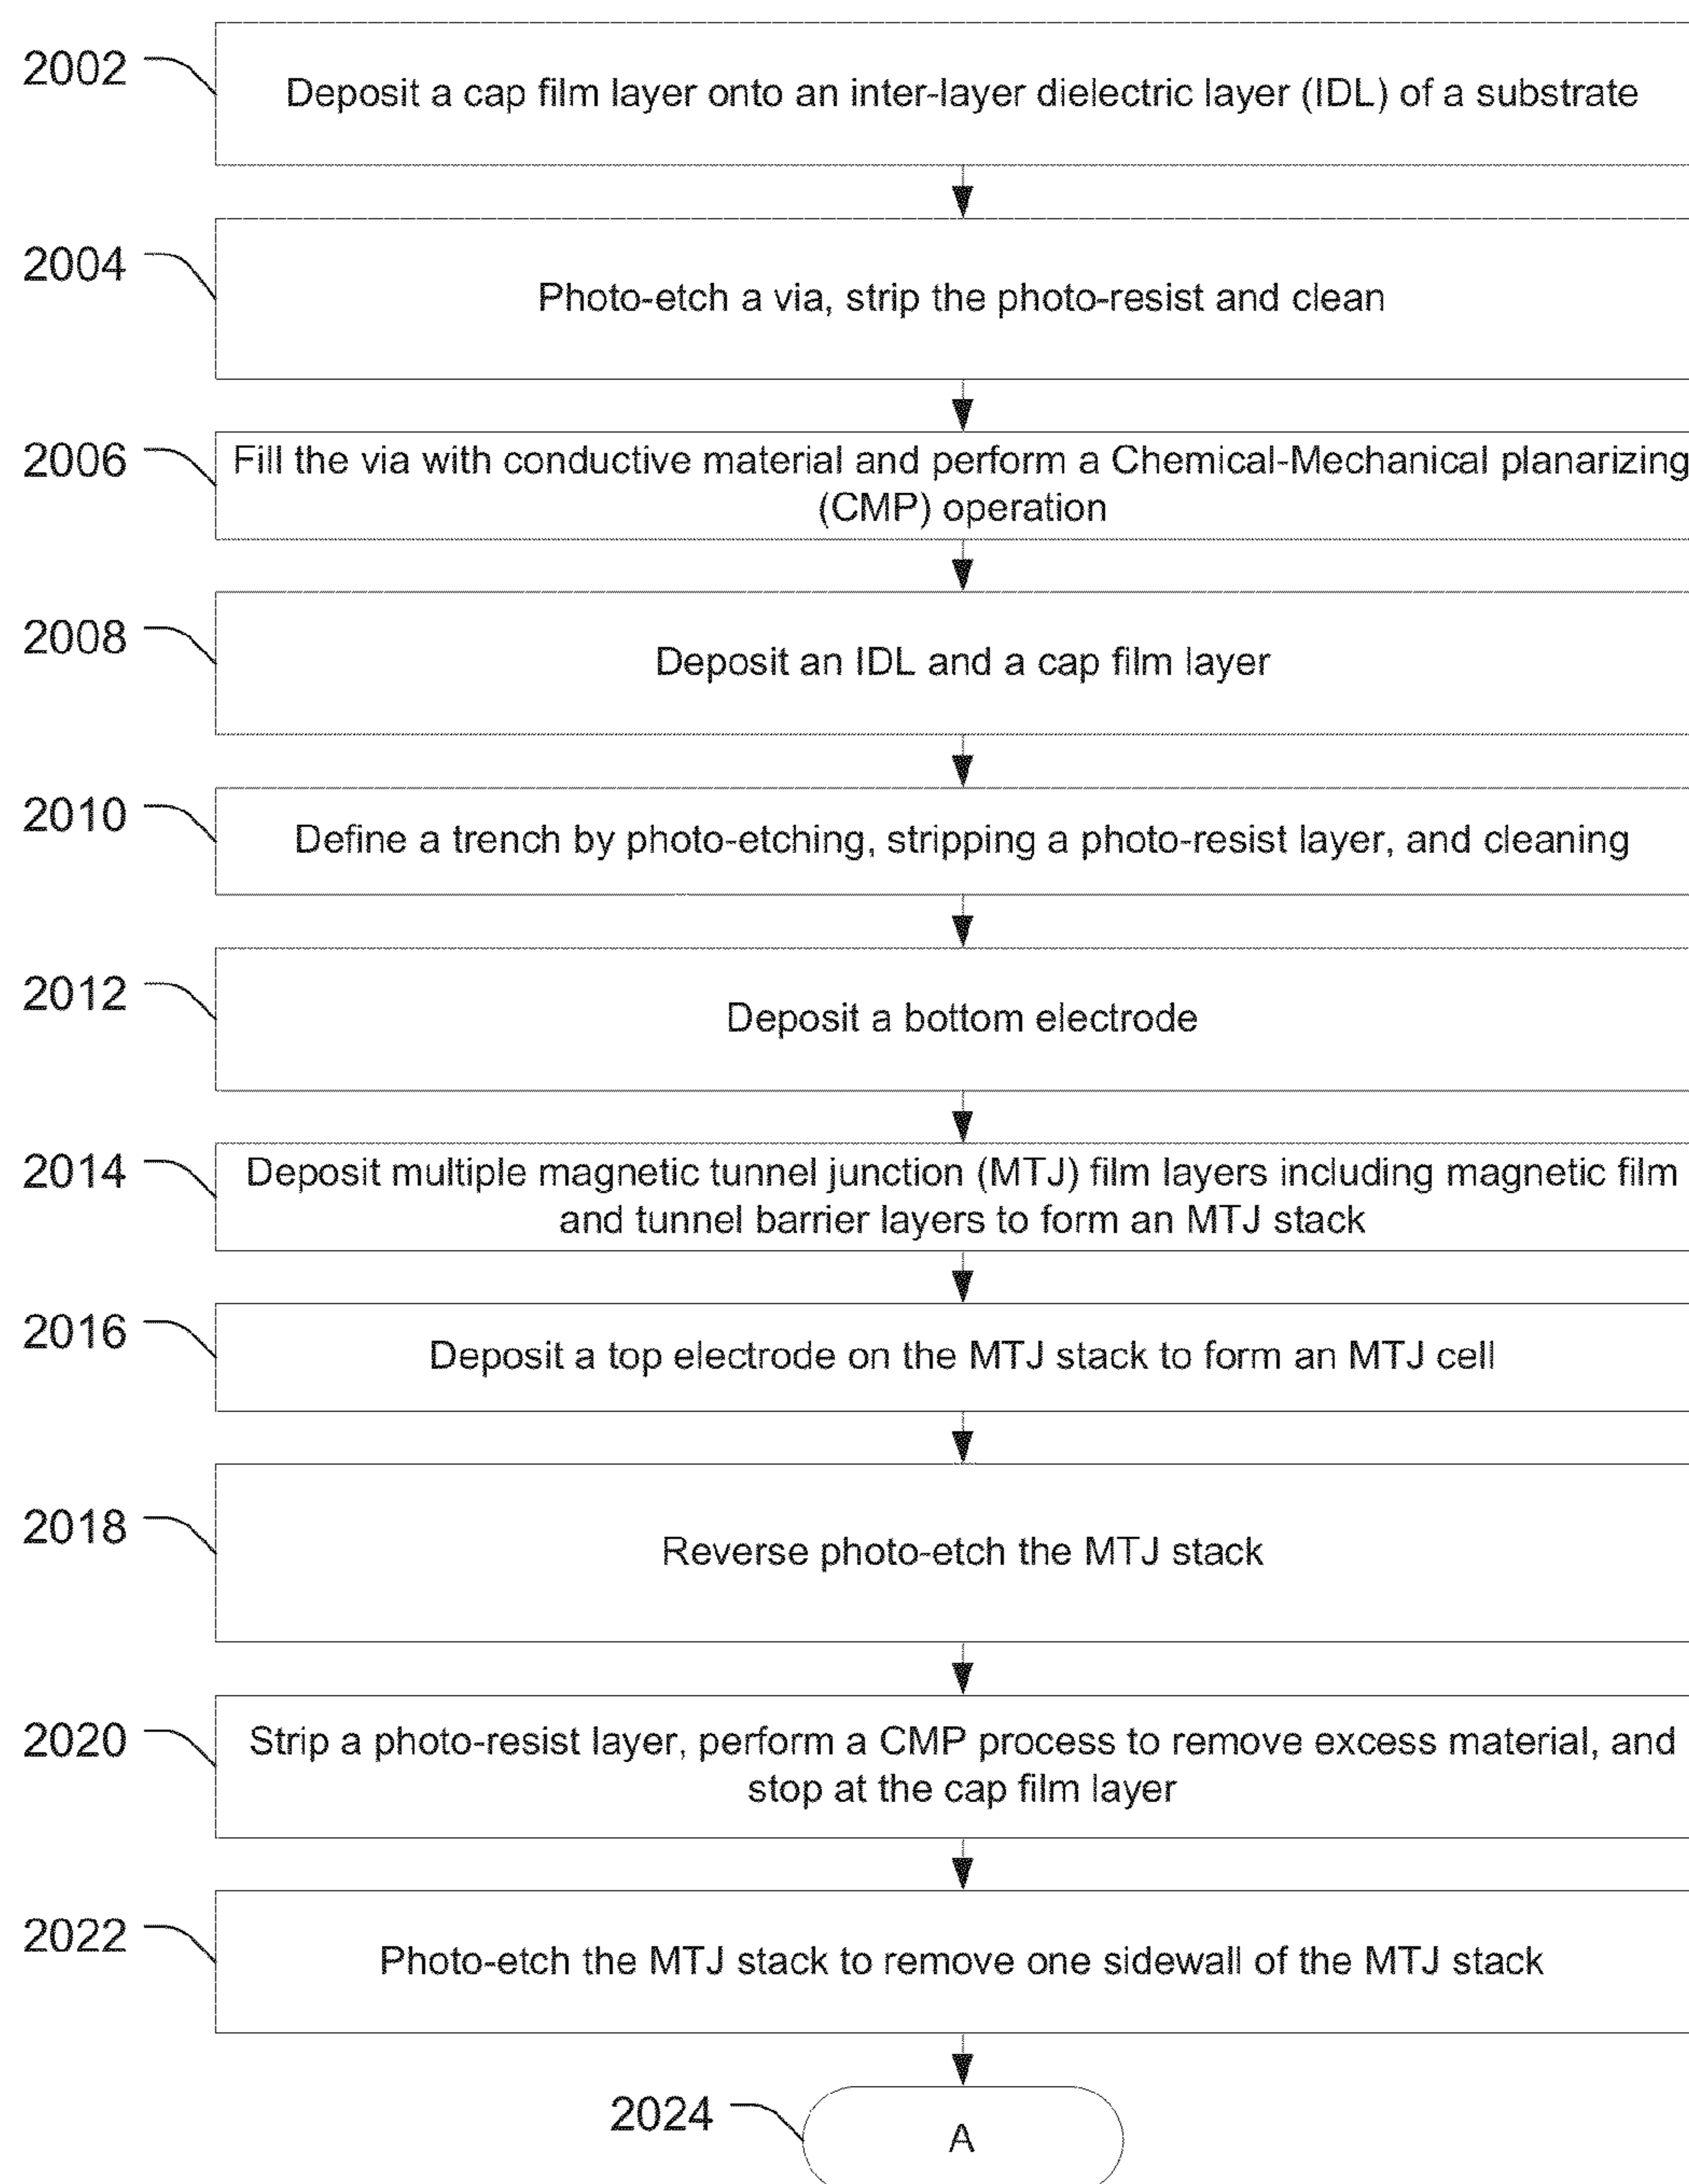 2002
Deposit a cap film layer onto an inter-layer dielectric layer (IDL) of a substrate
2004
Photo-etch a via, strip the photo-resist and clean
2006
Fill the via with conductive material and perform a Chemical-Mechanical planarizing
(CMP) operation
2008
Deposit an IDL and a cap film layer
2010
Define a trench by photo-etching, stripping a photo-resist layer, and cleaning
2012
Deposit a bottom electrode
2014
Deposit multiple magnetic tunnel junction (MTJ) film layers including magnetic film
and tunnel barrier layers to form an MTJ stack
2016
Deposit a top electrode on the MTJ stack to form an MTJ cell
2018
Reverse photo-etch the MTJ stack
2020
Strip a photo-resist layer, perform a CMP process to remove excess material, and
stop at the cap film layer
2022
Photo-etch the MTJ stack to remove one sidewall of the MTJ stack
2024
A